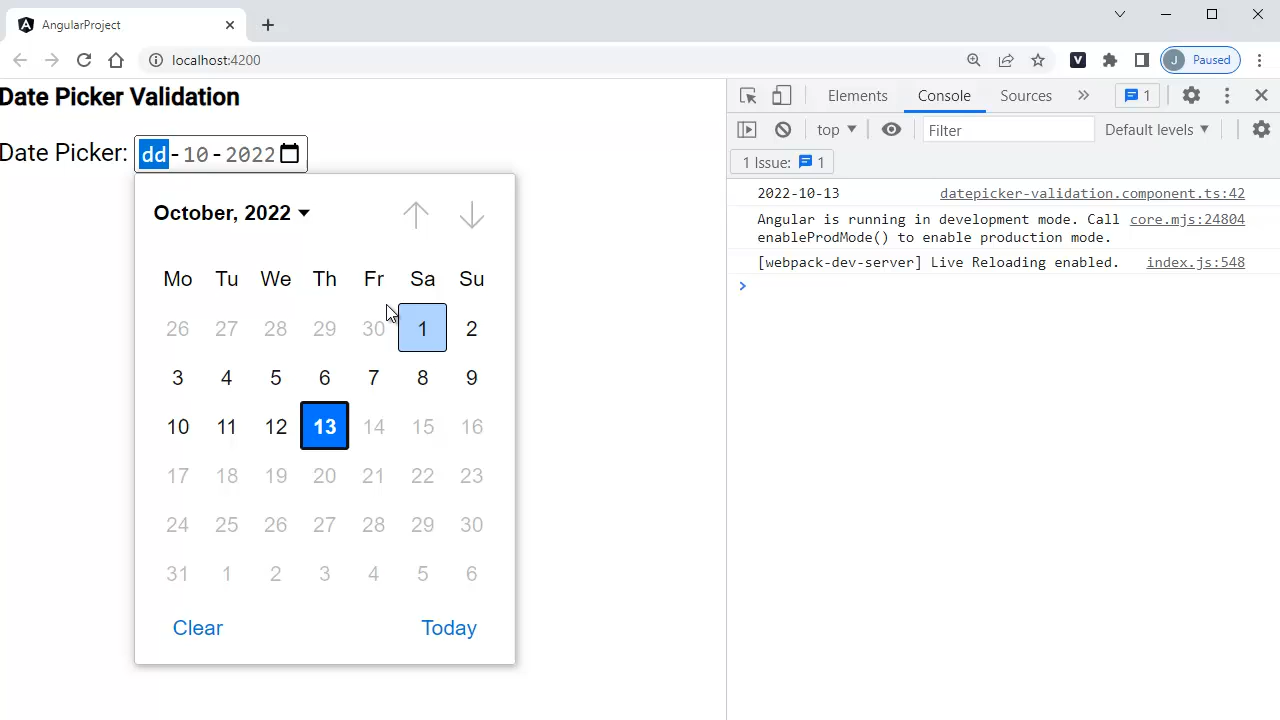 AngularProject
localhost:4200
J Paused
Date Picker Validation
Date Picker: dd-10-2022
October, 2022
Mo Tu We Th Fr Sa Su
26 27 28 29 30 1 2
3 4 5 6 7 8 9
10 11 12 13 14 15 16
17 18 19 20 21 22 23
24 25 26 27 28 29 30
31 1 2 3 4 5 6
Clear Today
Elements Console Sources 1
top Filter Default levels
1 Issue: 1
2022-10-13 datepicker-validation.component.ts:42
Angular is running in development mode. Call core.mjs:24804
enableProdMode() to enable production mode.
[webpack-dev-server] Live Reloading enabled. index.js:548